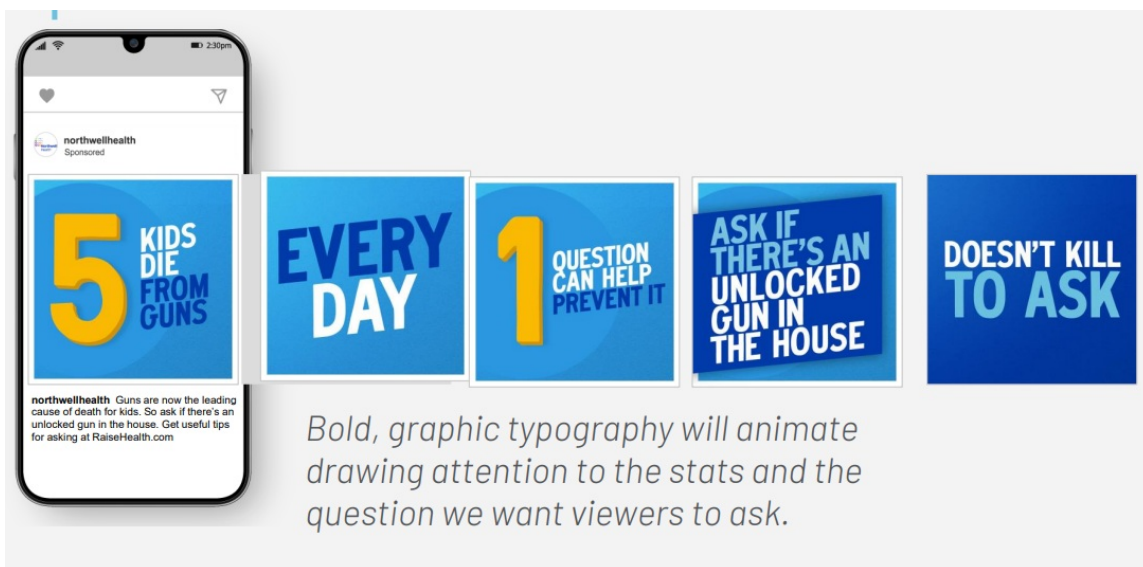 2:30pm
northwellhealth
Sponsored
5 KIDS
DIE
FROM
GUNS
EVERY
DAY
1 QUESTION
CAN HELP
PREVENT IT
ASK IF
THERE'S AN
UNLOCKED
GUN IN
THE HOUSE
DOESN'T KILL
TO ASK
northwellhealth Guns are now the leading
cause of death for kids. So ask if there's an
unlocked gun in the house. Get useful tips
for asking at RaiseHealth.com
Bold, graphic typography will animate
drawing attention to the stats and the
question we want viewers to ask.